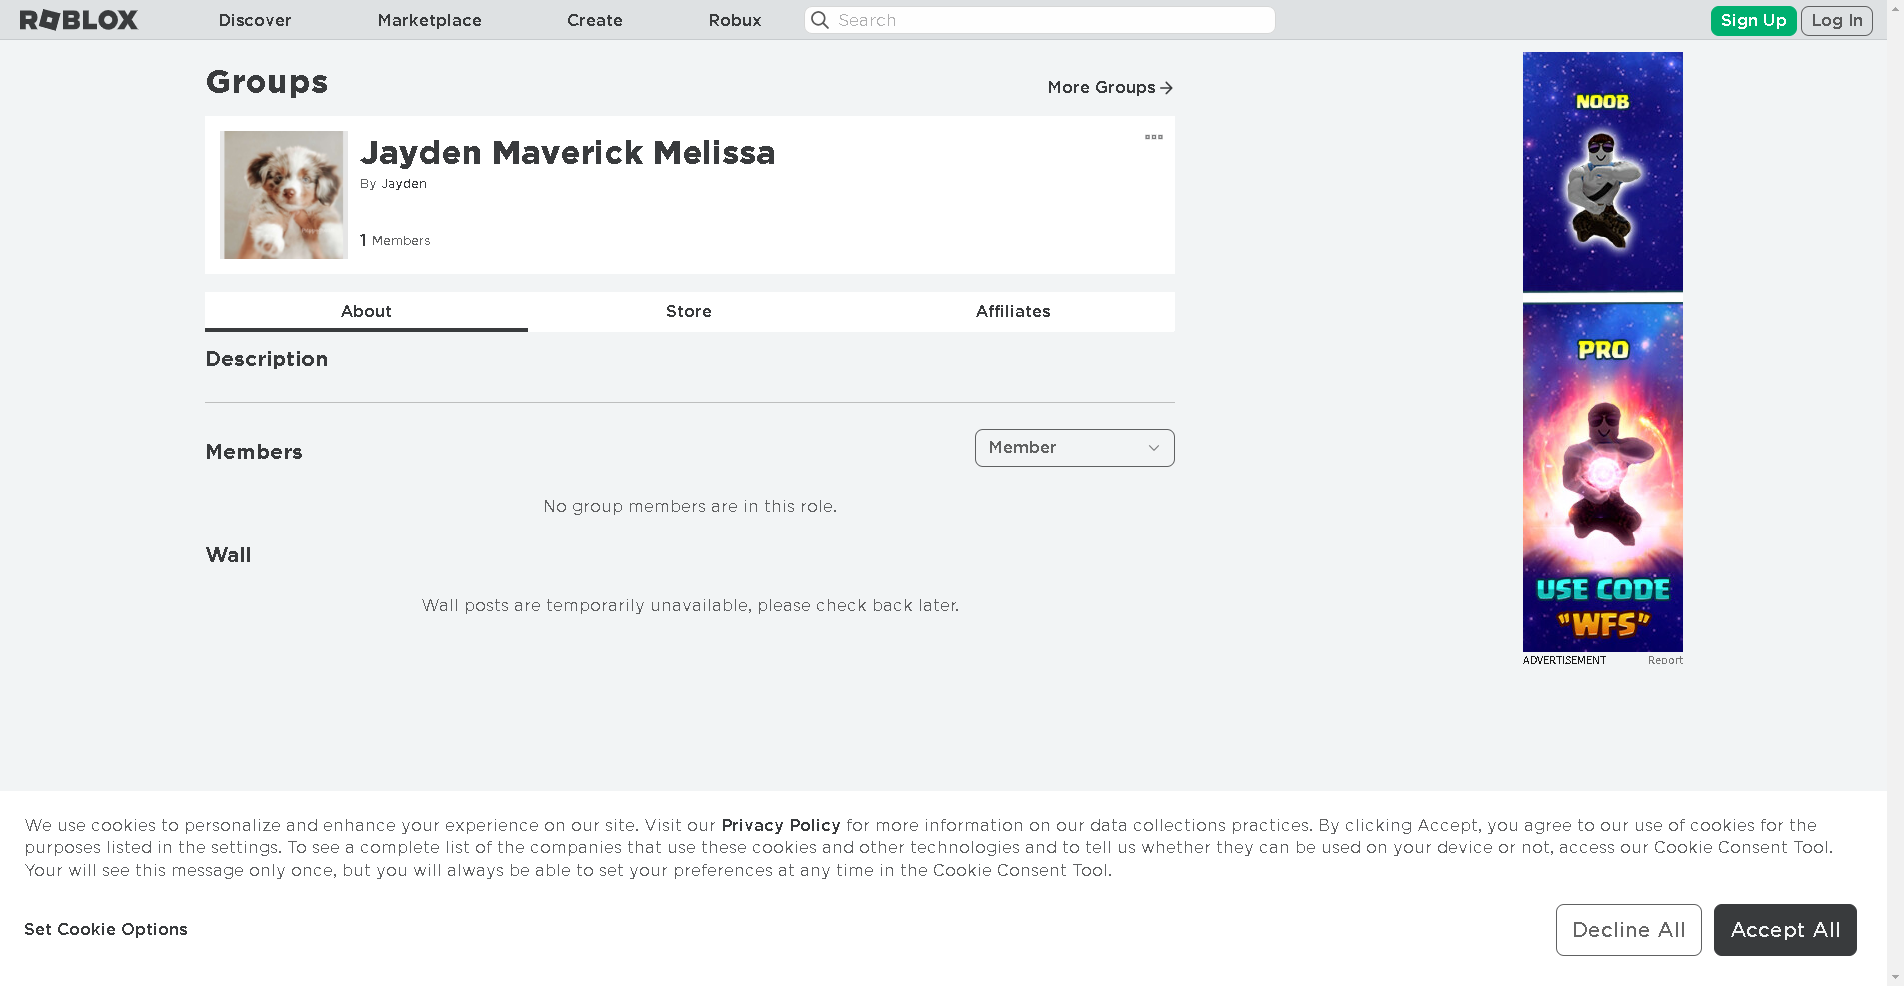 ROBLOX
Discover
Marketplace
Create
Robux
Search
Sign Up
Log In
Groups
More Groups
Jayden Maverick Melissa
By Jayden
1 Members
About
Store
Affiliates
Description
Members
Member
No group members are in this role.
Wall
Wall posts are temporarily unavailable, please check back later.
NOOB
PRO
USE CODE
"WFS"
ADVERTISEMENT
Report
We use cookies to personalize and enhance your experience on our site. Visit our Privacy Policy for more information on our data collections practices. By clicking Accept, you agree to our use of cookies for the
purposes listed in the settings. To see a complete list of the companies that use these cookies and other technologies and to tell us whether they can be used on your device or not, access our Cookie Consent Tool.
Your will see this message only once, but you will always be able to set your preferences at any time in the Cookie Consent Tool.
Set Cookie Options
Decline All
Accept All